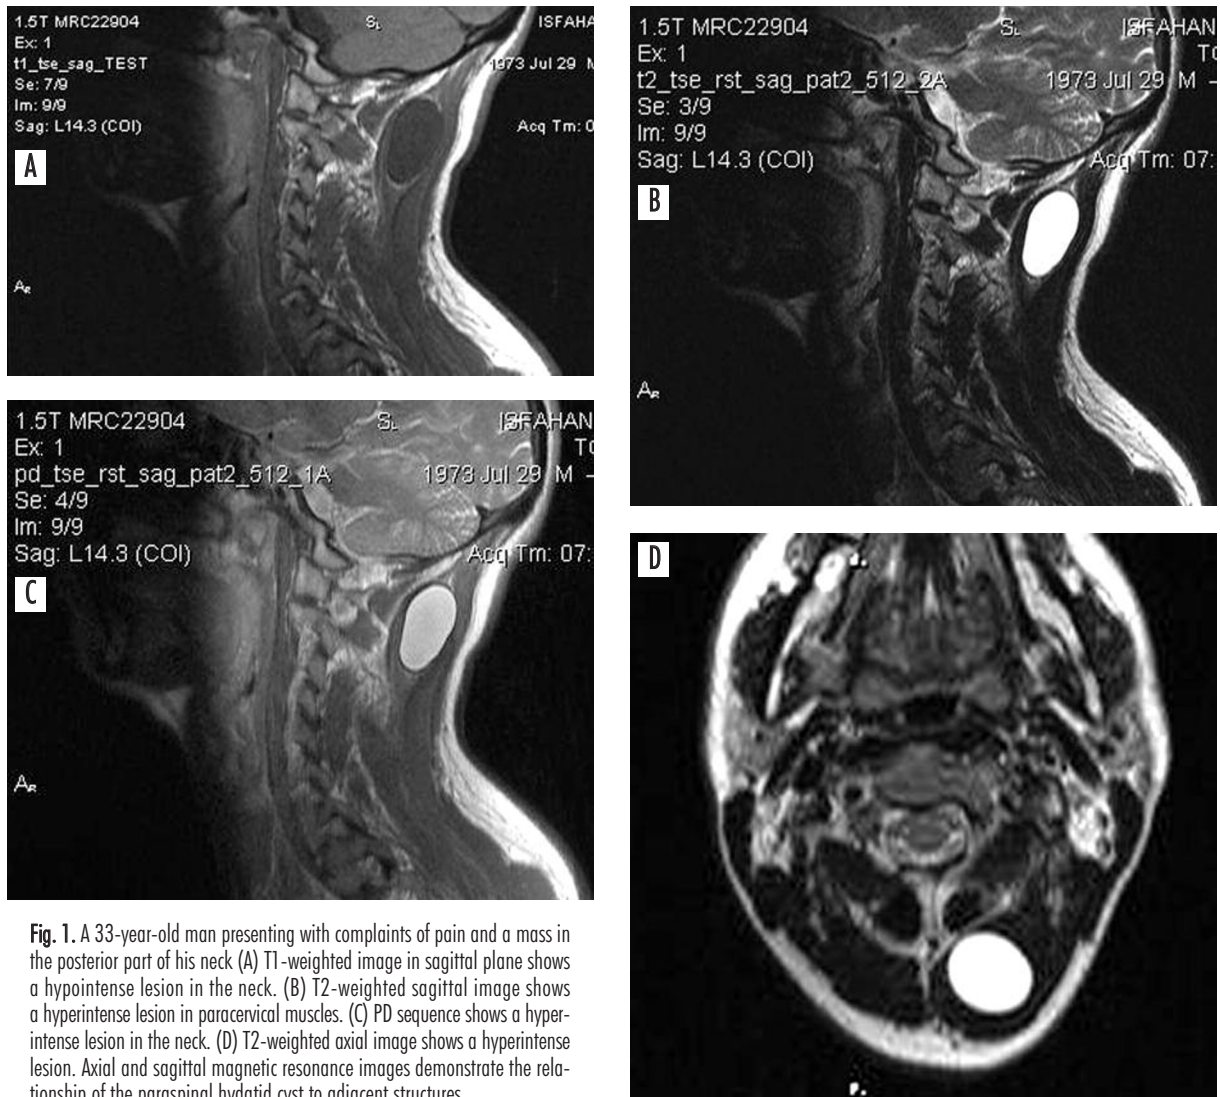 1.5T MRC22904
Ex: 1
t1_tse_sag_TEST
Se: 7/9
Im: 9/9
Sag: L14.3 (COI)
SL
ISFAHAN
1973 Jul 29 M
Acq Tm: 0
A
AR
1.5T MRC22904
Ex: 1
t2_tse_rst_sag_pat2_512_2A
Se: 3/9
Im: 9/9
Sag: L14.3 (COI)
SL
ISFAHAN
1973 Jul 29 M -
Acq Tm: 07:
B
AR
1.5T MRC22904
Ex: 1
pd_tse_rst_sag_pat2_512_1A
Se: 4/9
Im: 9/9
Sag: L14.3 (COI)
SL
ISFAHAN
1973 Jul 29 M -
Acq Tm: 07:
C
AR
D
Fig. 1. A 33-year-old man presenting with complaints of pain and a mass in
the posterior part of his neck (A) T1-weighted image in sagittal plane shows
a hypointense lesion in the neck. (B) T2-weighted sagittal image shows
a hyperintense lesion in paracervical muscles. (C) PD sequence shows a hyper-
intense lesion in the neck. (D) T2-weighted axial image shows a hyperintense
lesion. Axial and sagittal magnetic resonance images demonstrate the rela-
tionship of the paraspinal hydatid cyst to adjacent structures.